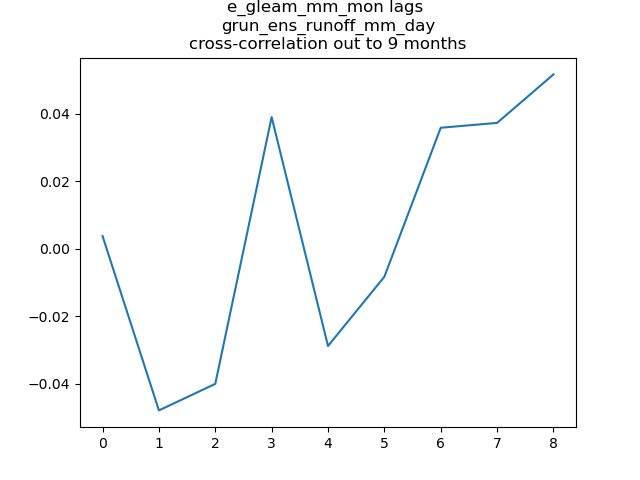 e_gleam_mm_mon lags
grun_ens_runoff_mm_day
cross-correlation out to 9 months
0.04
0.02
0.00
−0.02
−0.04
0 1 2 3 4 5 6 7 8